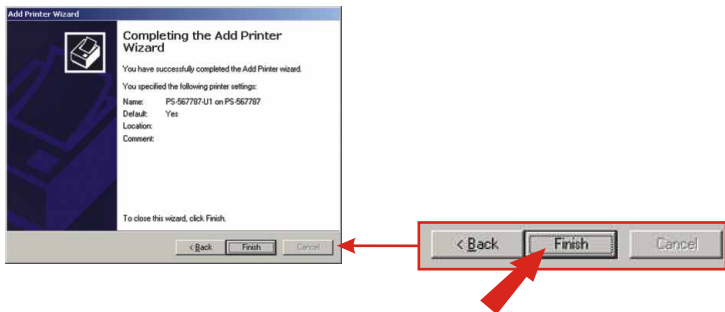 Add Printer Wizard
Completing the Add Printer
Wizard
You have successfully completed the Add Printer wizard.
You specified the following printer settings:
Name: PS-567787-U1 on PS-567787
Default: Yes
Location:
Comment:
To close this wizard, click Finish.
< Back Finish Cancel
< Back Finish Cancel